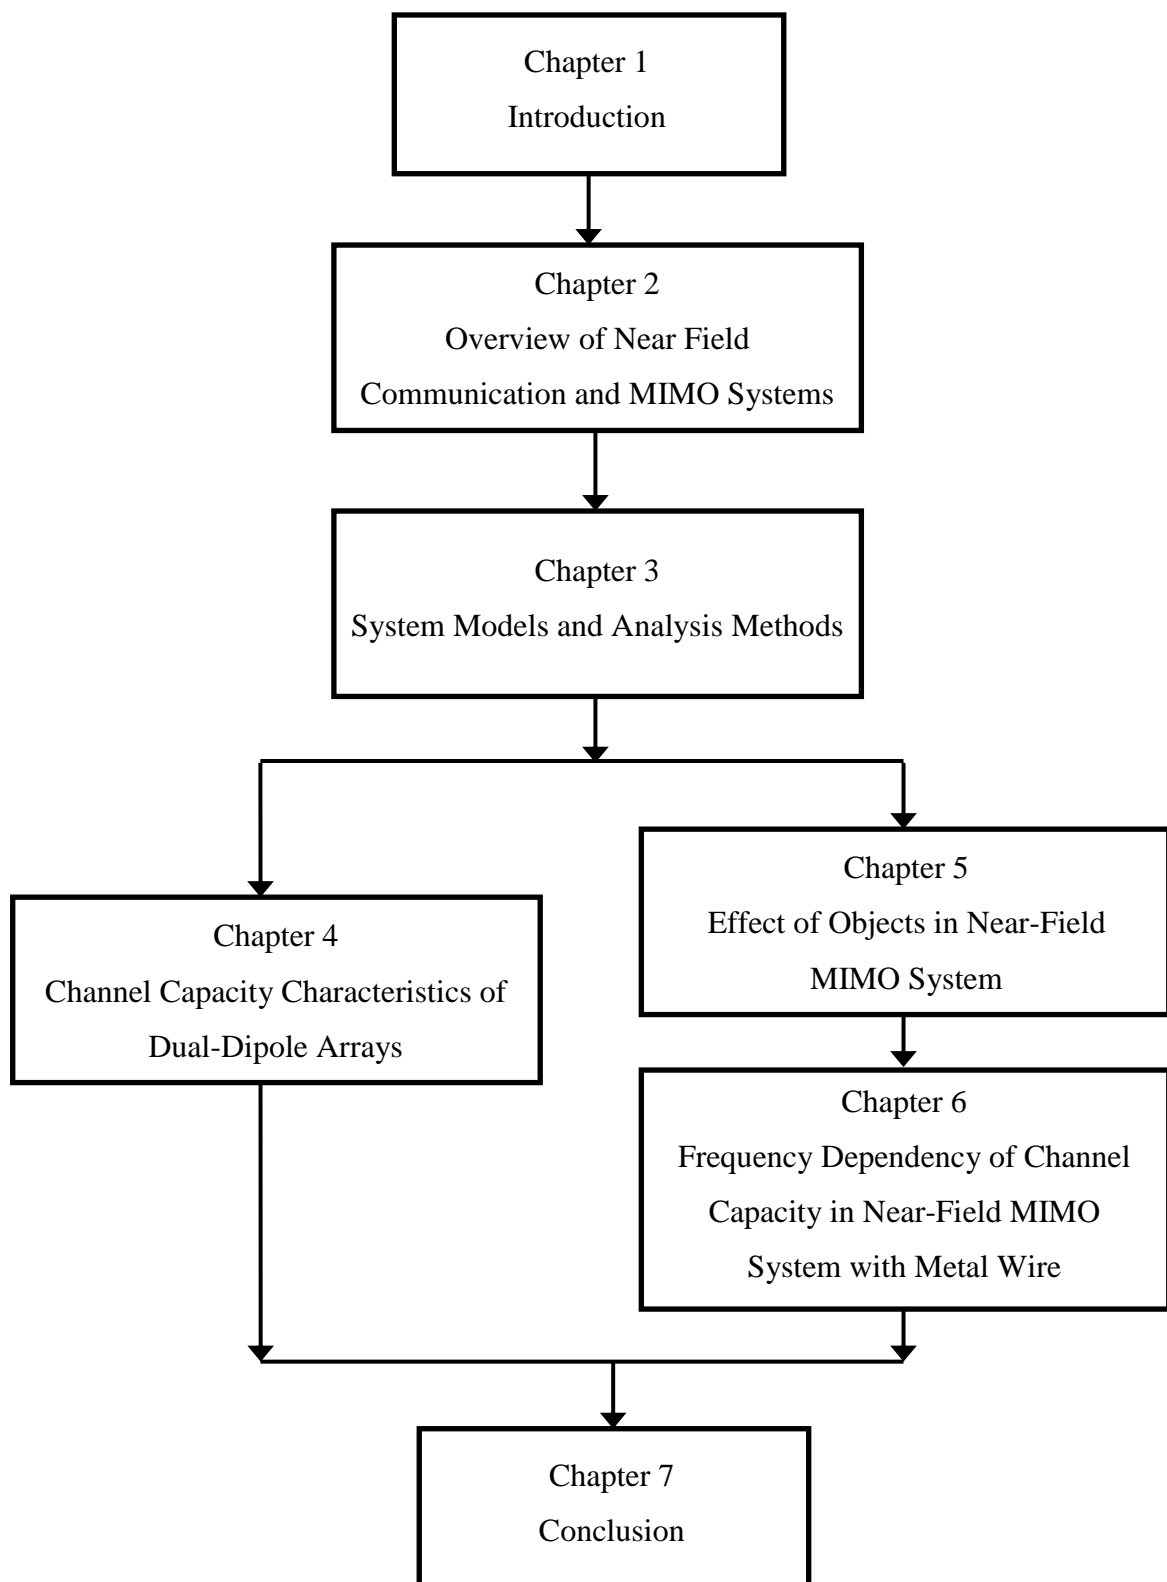 Chapter 1
Introduction
Chapter 2
Overview of Near Field
Communication and MIMO Systems
Chapter 3
System Models and Analysis Methods
Chapter 4
Channel Capacity Characteristics of
Dual-Dipole Arrays
Chapter 5
Effect of Objects in Near-Field
MIMO System
Chapter 6
Frequency Dependency of Channel
Capacity in Near-Field MIMO
System with Metal Wire
Chapter 7
Conclusion